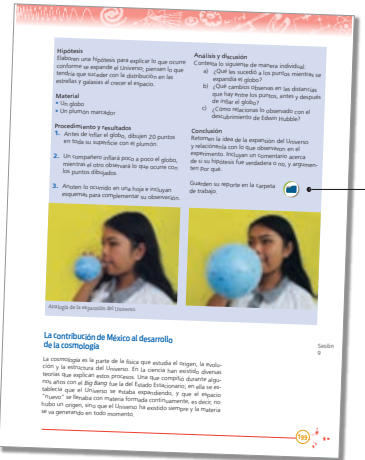 Hipótesis
Elaboren una hipótesis para explicar lo que ocurre
conforme se expande el Universo; piensen lo que
tendría que suceder con la distribución en las
estrellas y galaxias al crecer el espacio.
Material
• Un globo
• Un plumón marcador
Procedimiento y resultados
1. Antes de inflar el globo, dibujen 20 puntos
en toda su superficie con el plumón.
2. Un compañero inflará poco a poco el globo,
mientras el otro observará lo que ocurre con
los puntos dibujados.
3. Anoten lo ocurrido en una hoja e incluyan
esquemas para complementar su observación.
Análisis y discusión
Contesta lo siguiente de manera individual:
a) ¿Qué les sucedió a los puntos mientras se
expandía el globo?
b) ¿Qué cambios observas en las distancias
que hay entre los puntos, antes y después
de inflar el globo?
c) ¿Cómo relacionas lo observado con el
descubrimiento de Edwin Hubble?
Conclusión
Retomen la idea de la expansión del Universo
y relaciónenla con lo que observaron en el
experimento. Incluyan un comentario acerca
de si su hipótesis fue verdadera o no, y argumen-
ten por qué.
Guarden su reporte en la carpeta
de trabajo.
Analogía de la expansión del Universo.
La contribución de México al desarrollo
de la cosmología
Sesión
9
La cosmología es la parte de la física que estudia el origen, la evolu-
ción y la estructura del Universo. En la ciencia han existido diversas
teorías que explican estos procesos. Una que compitió durante algu-
nos años con el Big Bang fue la del Estado Estacionario; en ella se es-
tablecía que el Universo se estaba expandiendo, y que el espacio
"nuevo" se llenaba con materia formada continuamente, es decir, no
hubo un origen, sino que el Universo ha existido siempre y la materia
se va generando en todo momento.
199